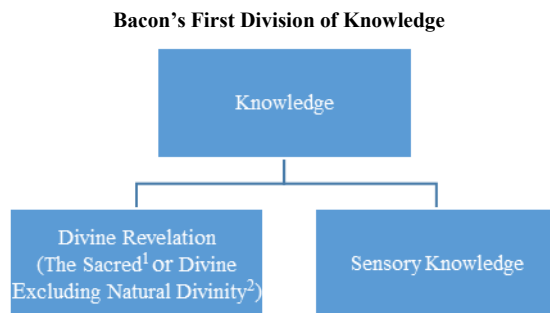 Bacon’s First Division of Knowledge
Knowledge
Divine Revelation
(The Sacred¹ or Divine
Excluding Natural Divinity²)
Sensory Knowledge